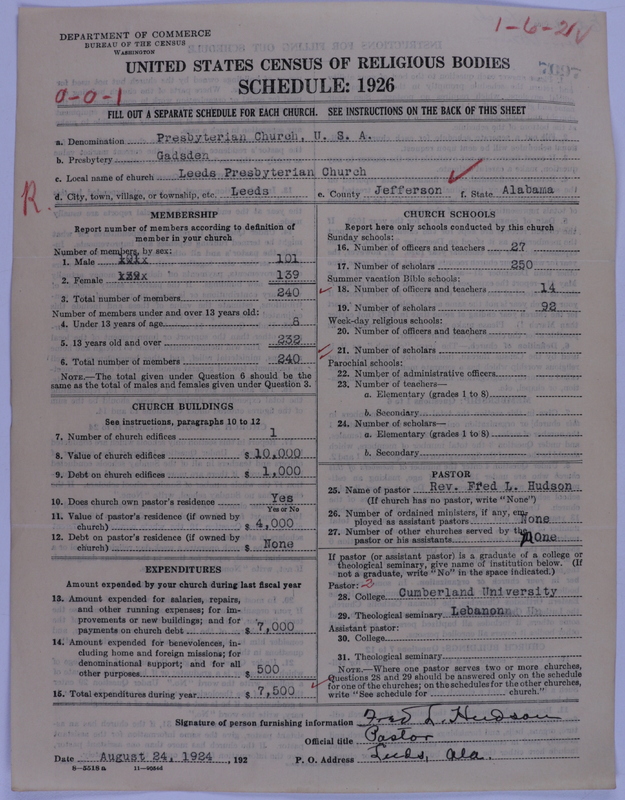 DEPARTMENT OF COMMERCE
BUREAU OF THE CENSUS
WASHINGTON
1-6-21
UNITED STATES CENSUS OF RELIGIOUS BODIES
SCHEDULE: 1926
0-0-1
FILL OUT A SEPARATE SCHEDULE FOR EACH CHURCH. SEE INSTRUCTIONS ON THE BACK OF THIS SHEET
a. Denomination Presbyterian Church, U. S. A.
b. Presbytery Gadsden
c. Local name of church Leeds Presbyterian Church
d. City, town, village, or township, etc. Leeds e. County Jefferson f. State Alabama
R.
MEMBERSHIP
Report number of members according to definition of
member in your church
Number of members, by sex:
1. Male 101
2. Female 139
3. Total number of members 240
Number of members under and over 13 years old:
4. Under 13 years of age 8
5. 13 years old and over 232
6. Total number of members 240
NOTE.—The total given under Question 6 should be the
same as the total of males and females given under Question 3.
CHURCH BUILDINGS
See instructions, paragraphs 10 to 12
7. Number of church edifices 1
8. Value of church edifices $ 10,000
9. Debt on church edifices $ 1,000
10. Does church own pastor's residence Yes
Yes or No
11. Value of pastor's residence (if owned by
church) $ 4,000
12. Debt on pastor's residence (if owned by
church) $ None
EXPENDITURES
Amount expended by your church during last fiscal year
13. Amount expended for salaries, repairs,
and other running expenses; for im-
provements or new buildings; and for
payments on church debt $ 7,000
14. Amount expended for benevolences, in-
cluding home and foreign missions; for
denominational support; and for all
other purposes $ 500
15. Total expenditures during year $ 7,500
CHURCH SCHOOLS
Report here only schools conducted by this church
Sunday schools:
16. Number of officers and teachers 27
17. Number of scholars 250
Summer vacation Bible schools:
18. Number of officers and teachers 14
19. Number of scholars 92
Week-day religious schools:
20. Number of officers and teachers
21. Number of scholars
Parochial schools:
22. Number of administrative officers
23. Number of teachers—
a. Elementary (grades 1 to 8)
b. Secondary
24. Number of scholars—
a. Elementary (grades 1 to 8)
b. Secondary
PASTOR
25. Name of pastor Rev. Fred L. Hudson
(If church has no pastor, write "None")
26. Number of ordained ministers, if any, em-
ployed as assistant pastors None
27. Number of other churches served by the
pastor or his assistants None
If pastor (or assistant pastor) is a graduate of a college or
theological seminary, give name of institution below. (If
not a graduate, write "No" in the space indicated.)
Pastor:
28. College Cumberland University
29. Theological seminary Lebanon
Assistant pastor:
30. College
31. Theological seminary
NOTE.—Where one pastor serves two or more churches,
Questions 28 and 29 should be answered only on the schedule
for one of the churches; on the schedules for the other churches,
write "See schedule for church."
Signature of person furnishing information Fred L. Hudson
Official title Pastor
Date August 24, 1924, 192 P. O. Address Leeds, Ala.
8-5518a 11-90544